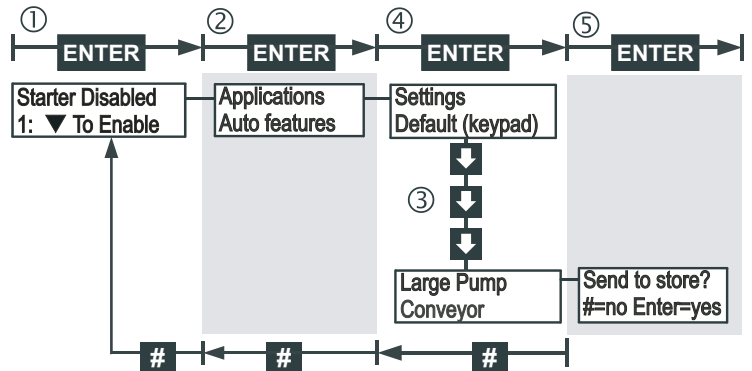 ① ② ④ ⑤
ENTER ENTER ENTER ENTER
Starter Disabled
1: ▼ To Enable
Applications
Auto features
Settings
Default (keypad)
③
Large Pump
Conveyor
Send to store?
#=no Enter=yes
# # #